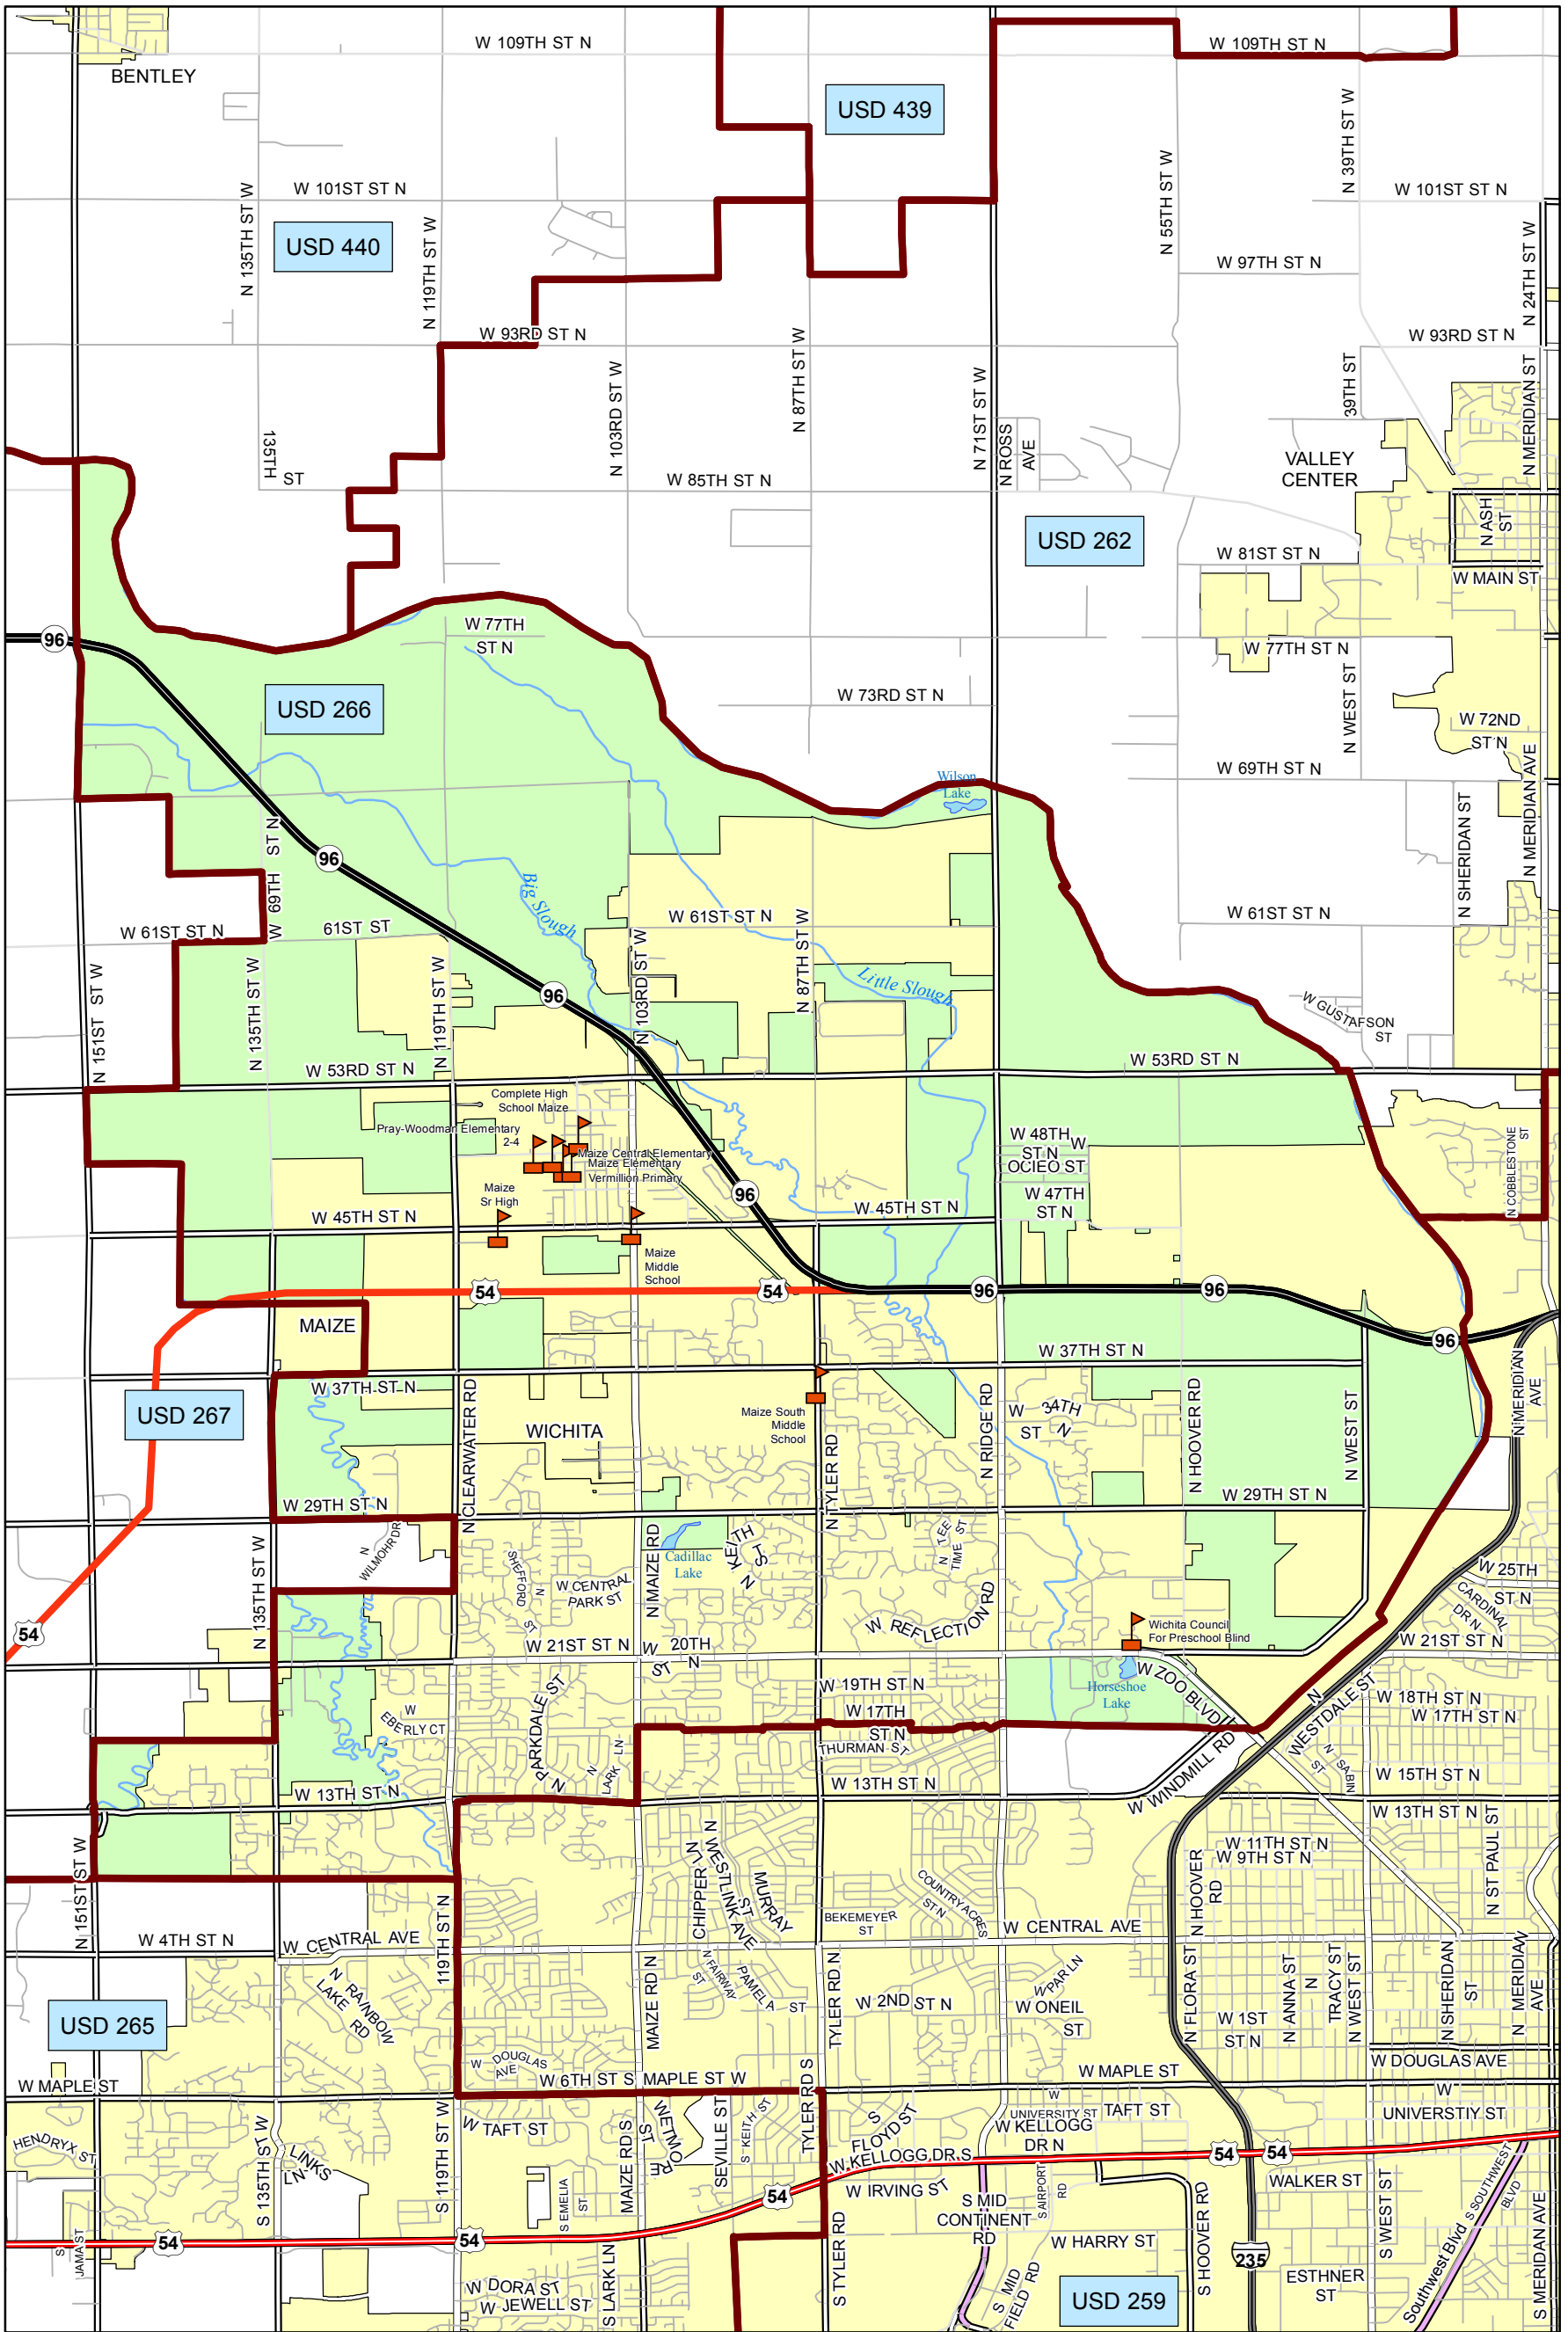 W 109TH ST N
W 109TH ST N
BENTLEY
USD 439
N 39TH ST W
N 55TH ST W
W 101ST ST N
W 101ST ST N
N 135TH ST W
USD 440
N 119TH ST W
N 24TH ST W
W 97TH ST N
W 93RD ST N
W 93RD ST N
N 87TH ST W
N 103RD ST W
N 71ST ST W
39TH ST
N MERIDIAN ST
135TH
ST
N ROSS
AVE
VALLEY
CENTER
W 85TH ST N
N ASH
ST
USD 262
W 81ST ST N
W MAIN ST
96
W 77TH
ST N
W 77TH ST N
N WEST ST
USD 266
W 73RD ST N
W 72ND
ST N
W 69TH ST N
Wilson
Lake
N SHERIDAN ST
N MERIDIAN AVE
W 69TH ST N
96
Big Slough
W 61ST ST N
61ST ST
W 61ST ST N
W 61ST ST N
N 151ST ST W
N 135TH ST W
N 119TH ST W
96
N 103RD ST W
N 87TH ST W
Little Slough
W GUSTAFSON
ST
W 53RD ST N
W 53RD ST N
Complete High
School Maize
Pray-Woodman Elementary
2-4
Maize Central Elementary
Maize Elementary
Vermillion Primary
W 48TH
ST N
W
OCIEO ST
W 47TH
ST N
N COBBLESTONE
ST
Maize
Sr High
96
W 45TH ST N
W 45TH ST N
Maize
Middle
School
54
54
96
96
96
MAIZE
W 37TH ST N
W 37TH ST N
USD 267
WICHITA
Maize South
Middle
School
W 34TH
ST N
N CLEARWATER RD
N TYLER RD
N RIDGE RD
N HOOVER RD
N WEST ST
N MERIDIAN
AVE
W 29TH ST N
W 29TH ST N
N
WILMOHR DR
N 135TH ST W
SHEFFORD
N
ST
W CENTRAL
PARK ST
N MAIZE RD
Cadillac
Lake
KEITH
ST
N
N TEE
TIME ST
W REFLECTION RD
W 25TH
ST N
CARDINAL
DR N
54
W 21ST ST N
W 20TH
ST N
Wichita Council
For Preschool Blind
W 21ST ST N
W ZOO BLVD
Horseshoe
Lake
W 19TH ST N
W 17TH
ST N
N
WESTDALE ST
W 18TH ST N
W 17TH ST N
W
EBERLY CT
PARKDALE ST
N
N
LARK LN
THURMAN ST
W 13TH ST N
W 13TH ST N
W WINDMILL RD
N
SABIN
ST
W 15TH ST N
W 13TH ST N
N 151ST ST W
CHIPPER LN
N
WESTLINK AVE
MURRAY
ST
COUNTRY ACRES
ST N
BEKEMEYER
ST
W 11TH ST N
W 9TH ST N
N HOOVER
RD
N ST PAUL ST
119TH ST N
W 4TH ST N
W CENTRAL AVE
W CENTRAL AVE
N RAINBOW
LAKE RD
MAIZE RD N
N FAIRWAY
ST
PAMELA ST
TYLER RD N
W 2ND ST N
W PAR LN
W ONEIL
ST
N FLORA ST
W 1ST
ST N
N ANNA ST
N
TRACY ST
N WEST ST
N SHERIDAN
ST
N MERIDIAN
AVE
USD 265
W DOUGLAS
AVE
W DOUGLAS AVE
W MAPLE ST
W 6TH ST S
MAPLE ST W
TYLER RD S
W MAPLE ST
W TAFT ST
W
UNIVERSITY ST
TAFT ST
W
UNIVERSTIY ST
HENDRYX ST
S 135TH ST W
LINKS
LN
S 119TH ST W
MAIZE RD S
WETMORE
ST
SEVILLE ST
S KEITH ST
S
FLOYD ST
W KELLOGG DR S
W KELLOGG
DR N
54
54
WALKER ST
S EMELIA
ST
54
W IRVING ST
S MID
CONTINENT
RD
S AIRPORT
RD
S HOOVER RD
S WEST ST
S SOUTHWEST
BLVD
S
JAMA ST
54
54
S TYLER RD
W HARRY ST
235
Southwest Blvd
S MERIDAN AVE
W DORA ST
W JEWELL ST
S LARK LN
S MID
FIELD RD
USD 259
ESTHNER
ST